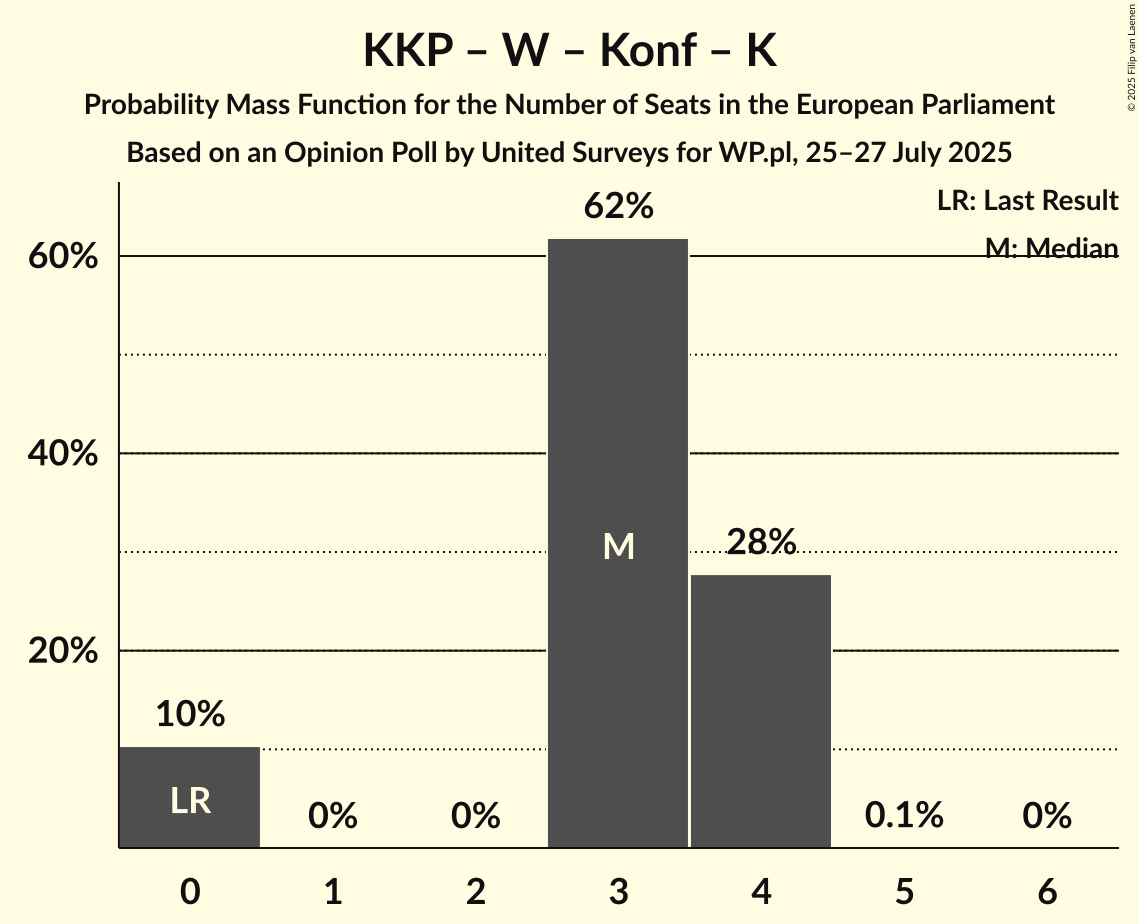 KKP – W – Konf – K
Probability Mass Function for the Number of Seats in the European Parliament
Based on an Opinion Poll by United Surveys for WP.pl, 25–27 July 2025
© 2025 Filip van Laenen
LR: Last Result
M: Median
62%
60%
40%
28%
M
20%
10%
LR
0%
0%
0.1%
0%
0 1 2 3 4 5 6